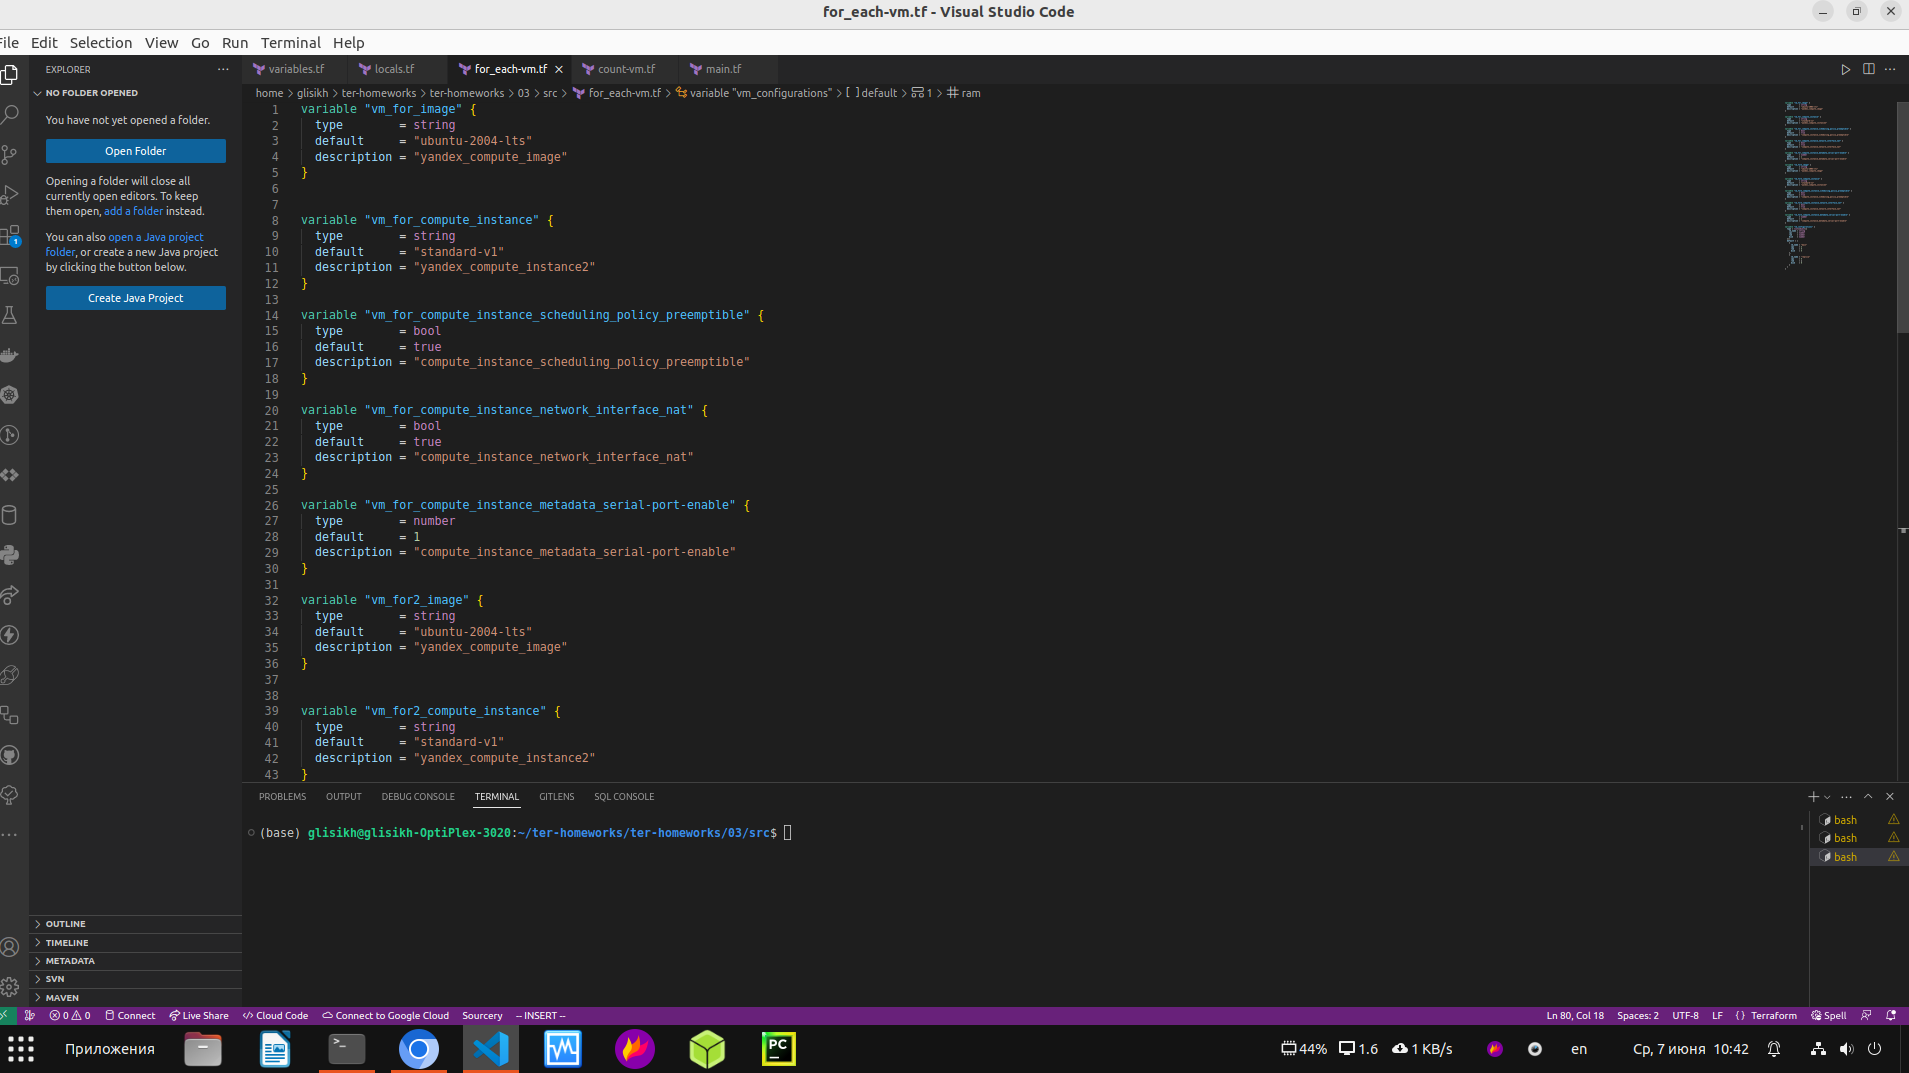 for_each-vm.tf - Visual Studio Code
File Edit Selection View Go Run Terminal Help
EXPLORER
NO FOLDER OPENED
You have not yet opened a folder.
Open Folder
Opening a folder will close all
currently open editors. To keep
them open, add a folder instead.
You can also open a Java project
folder, or create a new Java project
by clicking the button below.
Create Java Project
OUTLINE
TIMELINE
METADATA
SVN
MAVEN
variables.tf locals.tf for_each-vm.tf count-vm.tf main.tf
home > glisikh > ter-homeworks > ter-homeworks > 03 > src > for_each-vm.tf > variable "vm_configurations" > [ ] default > 1 > ram
1 variable "vm_for_image" {
2 type = string
3 default = "ubuntu-2004-lts"
4 description = "yandex_compute_image"
5 }
6
7
8 variable "vm_for_compute_instance" {
9 type = string
10 default = "standard-v1"
11 description = "yandex_compute_instance2"
12 }
13
14 variable "vm_for_compute_instance_scheduling_policy_preemptible" {
15 type = bool
16 default = true
17 description = "compute_instance_scheduling_policy_preemptible"
18 }
19
20 variable "vm_for_compute_instance_network_interface_nat" {
21 type = bool
22 default = true
23 description = "compute_instance_network_interface_nat"
24 }
25
26 variable "vm_for_compute_instance_metadata_serial-port-enable" {
27 type = number
28 default = 1
29 description = "compute_instance_metadata_serial-port-enable"
30 }
31
32 variable "vm_for2_image" {
33 type = string
34 default = "ubuntu-2004-lts"
35 description = "yandex_compute_image"
36 }
37
38
39 variable "vm_for2_compute_instance" {
40 type = string
41 default = "standard-v1"
42 description = "yandex_compute_instance2"
43 }
PROBLEMS OUTPUT DEBUG CONSOLE TERMINAL GITLENS SQL CONSOLE
(base) glisikh@glisikh-OptiPlex-3020:~/ter-homeworks/ter-homeworks/03/src$
bash
bash
bash
0 0 Connect Live Share Cloud Code Connect to Google Cloud Sourcery -- INSERT --
Ln 80, Col 18 Spaces: 2 UTF-8 LF {} Terraform Spell
Приложения
PC
44% 1.6 1 KB/s en Ср, 7 июня 10:42